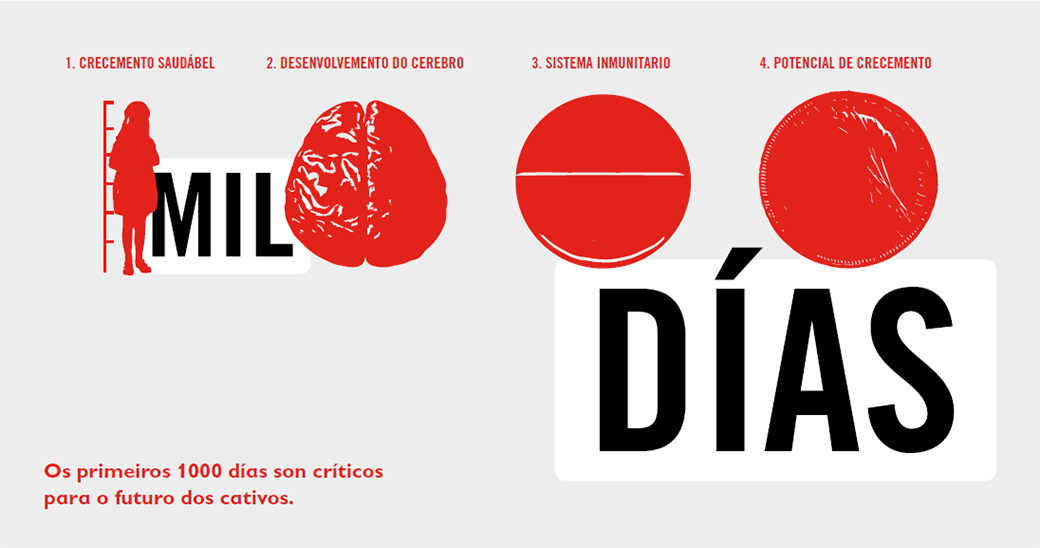 1. CRECEMENTO SAUDÁBEL
2. DESENVOLVEMENTO DO CEREBRO
3. SISTEMA INMUNITARIO
4. POTENCIAL DE CRECEMENTO
MIL
DÍAS
Os primeiros 1000 días son críticos
para o futuro dos cativos.